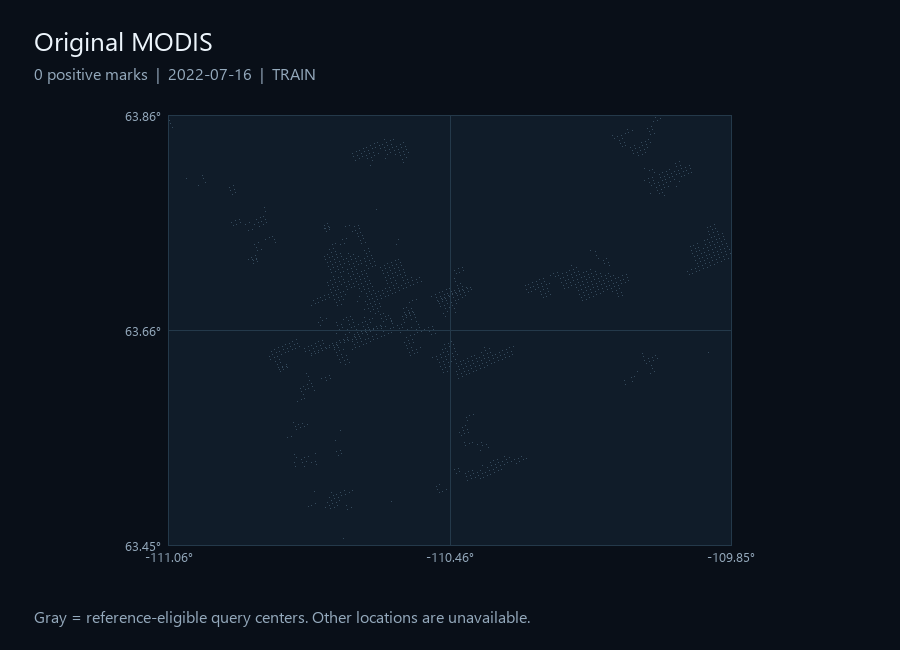 Original MODIS
0 positive marks | 2022-07-16 | TRAIN
63.86°
63.66°
63.45°
-111.06°
-110.46°
-109.85°
Gray = reference-eligible query centers. Other locations are unavailable.